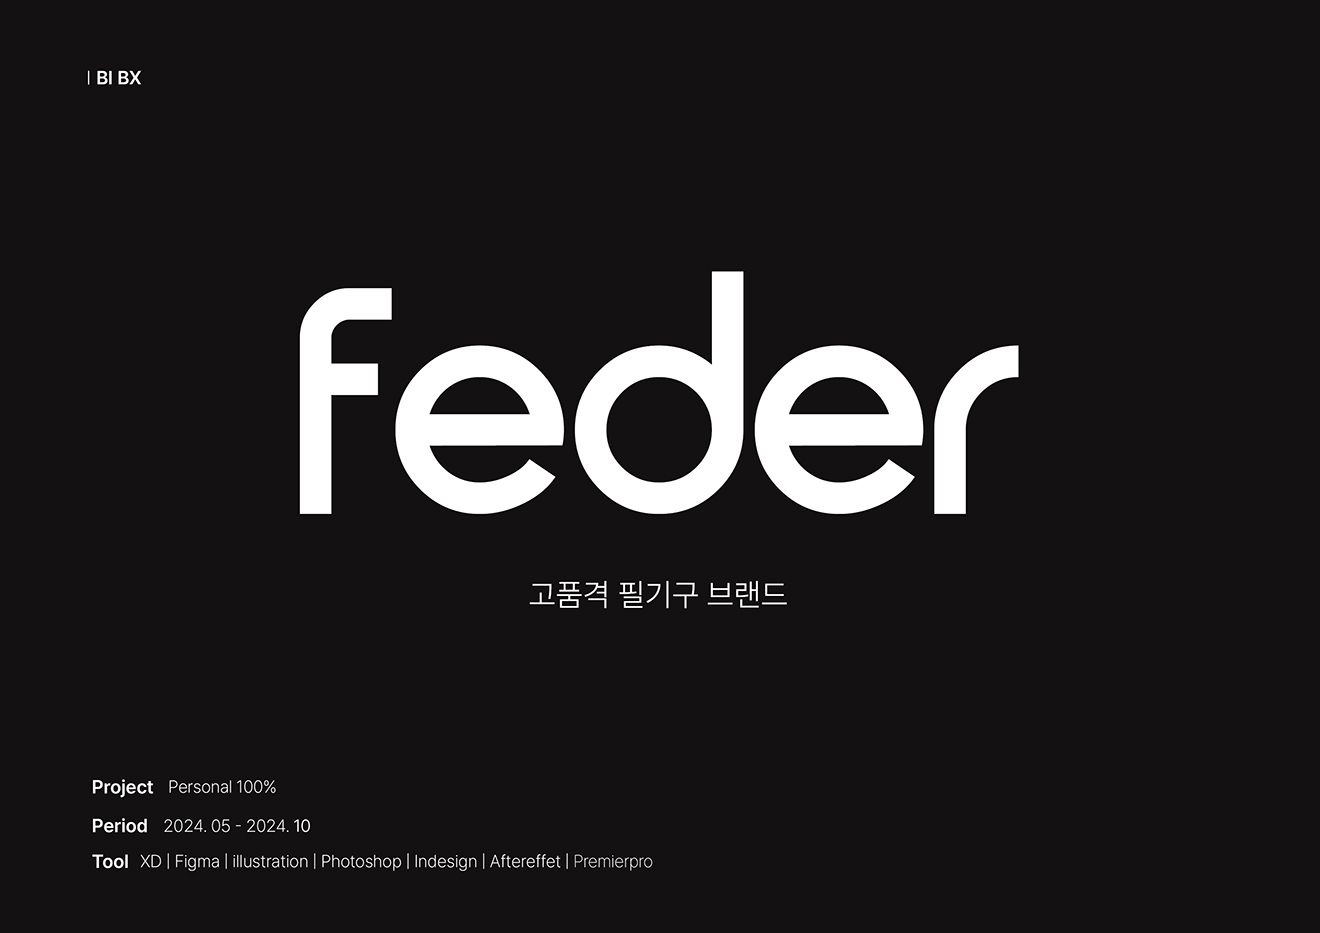 | BI BX
feder
고품격 필기구 브랜드
Project Personal 100%
Period 2024. 05 - 2024. 10
Tool XD | Figma | illustration | Photoshop | Indesign | Aftereffet | Premierpro